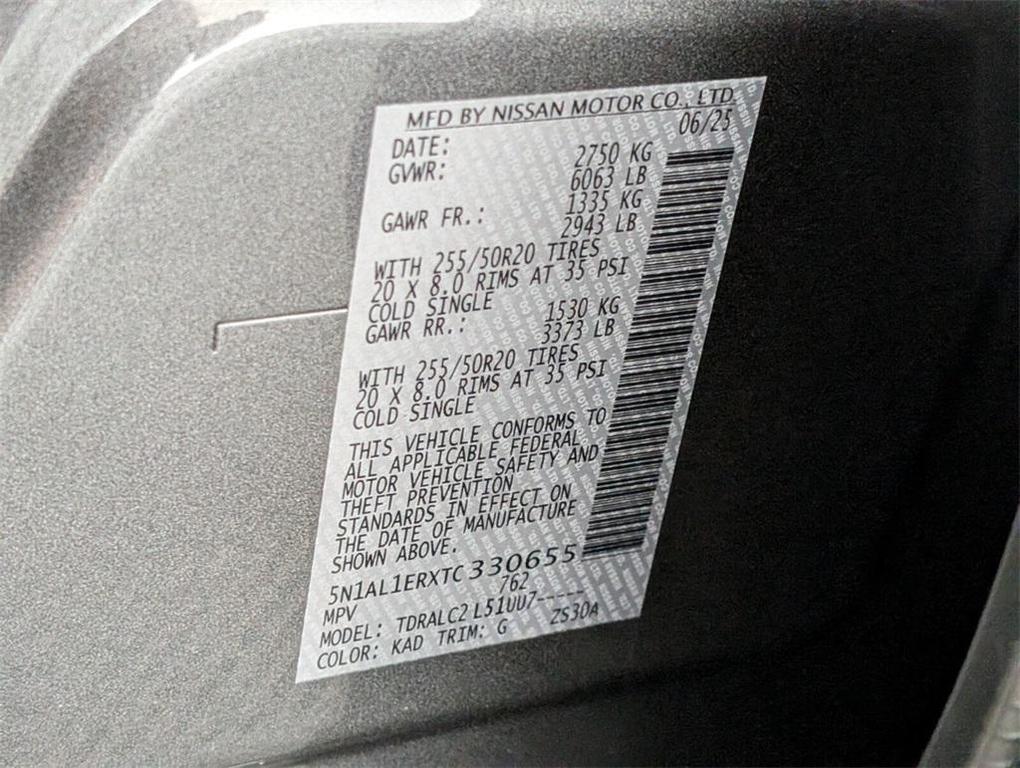 MFD BY NISSAN MOTOR CO., LTD.
DATE: 06/25
GVWR: 2750 KG
6063 LB
GAWR FR.: 1335 KG
2943 LB
WITH 255/50R20 TIRES
20 X 8.0 RIMS AT 35 PSI
COLD SINGLE
GAWR RR.: 1530 KG
3373 LB
WITH 255/50R20 TIRES
20 X 8.0 RIMS AT 35 PSI
COLD SINGLE
THIS VEHICLE CONFORMS TO
ALL APPLICABLE FEDERAL
MOTOR VEHICLE SAFETY AND
THEFT PREVENTION
STANDARDS IN EFFECT ON
THE DATE OF MANUFACTURE
SHOWN ABOVE.
5N1AL1ERXTC330655
MPV 762
MODEL: TDRALC2 L51UU7-----
COLOR: KAD TRIM: G ZS30A